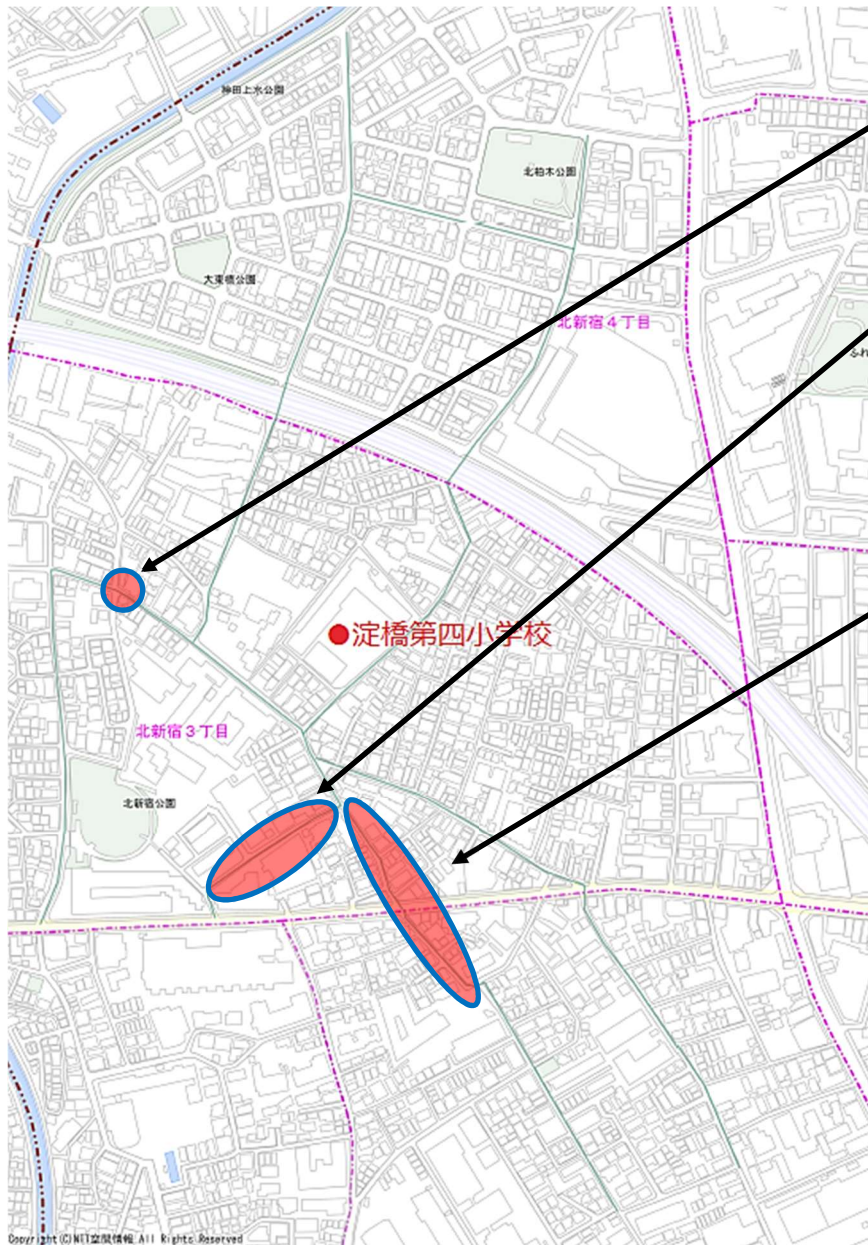 神田上水公園
北柏木公園
大東橋公園
北新宿4丁目
ふれ
淀橋第四小学校
北新宿3丁目
北新宿公園
Copyright (C)NTT空間情報 All Rights Reserved